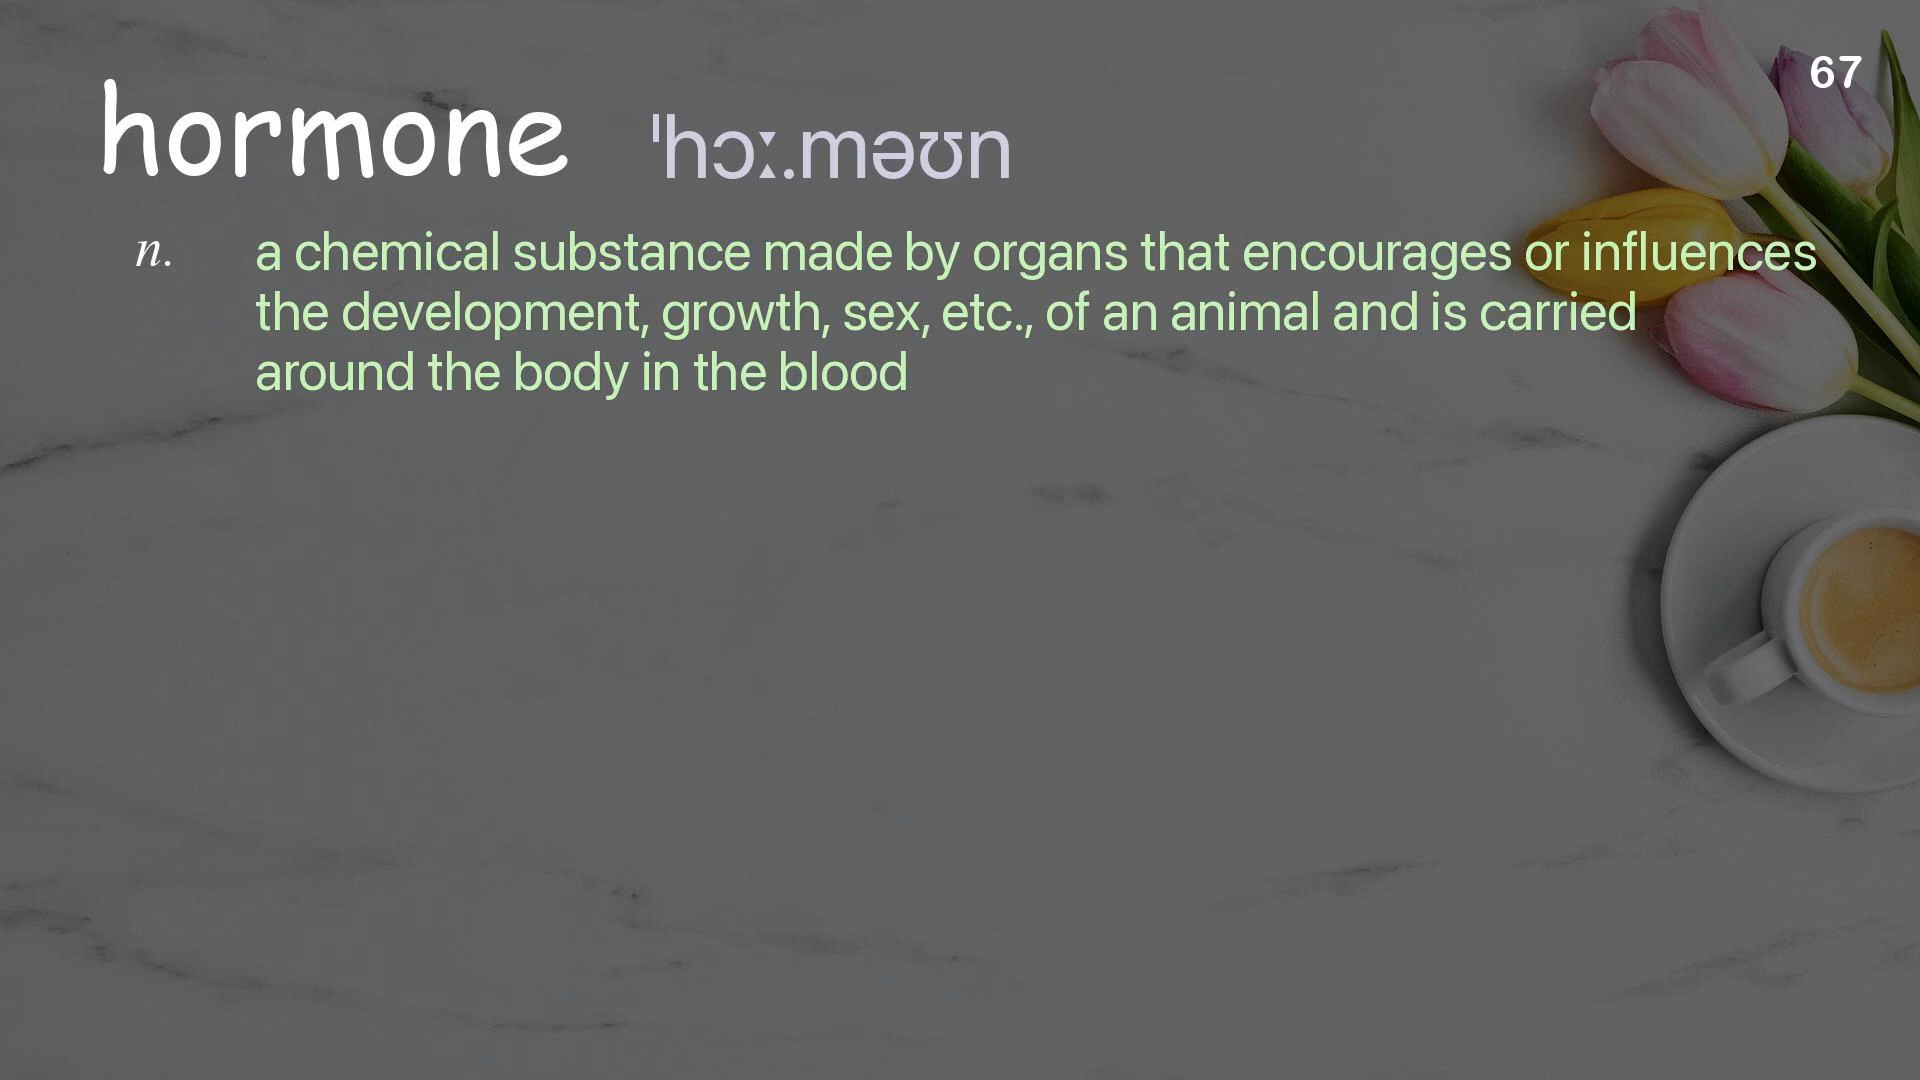 67
hormone ˈhɔː.məʊn
n. a chemical substance made by organs that encourages or influences
the development, growth, sex, etc., of an animal and is carried
around the body in the blood